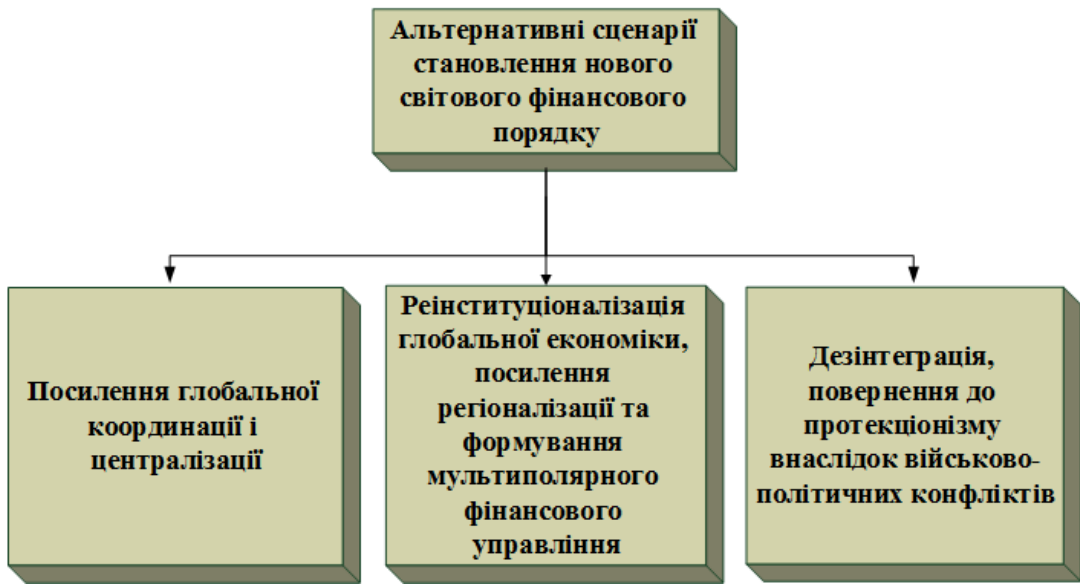 Альтернативні сценарії
становлення нового
світового фінансового
порядку
Посилення глобальної
координації і
централізації
Реінституціоналізація
глобальної економіки,
посилення
регіоналізації та
формування
мультиполярного
фінансового
управління
Дезінтеграція,
повернення до
протекціонізму
внаслідок військово-
політичних конфліктів